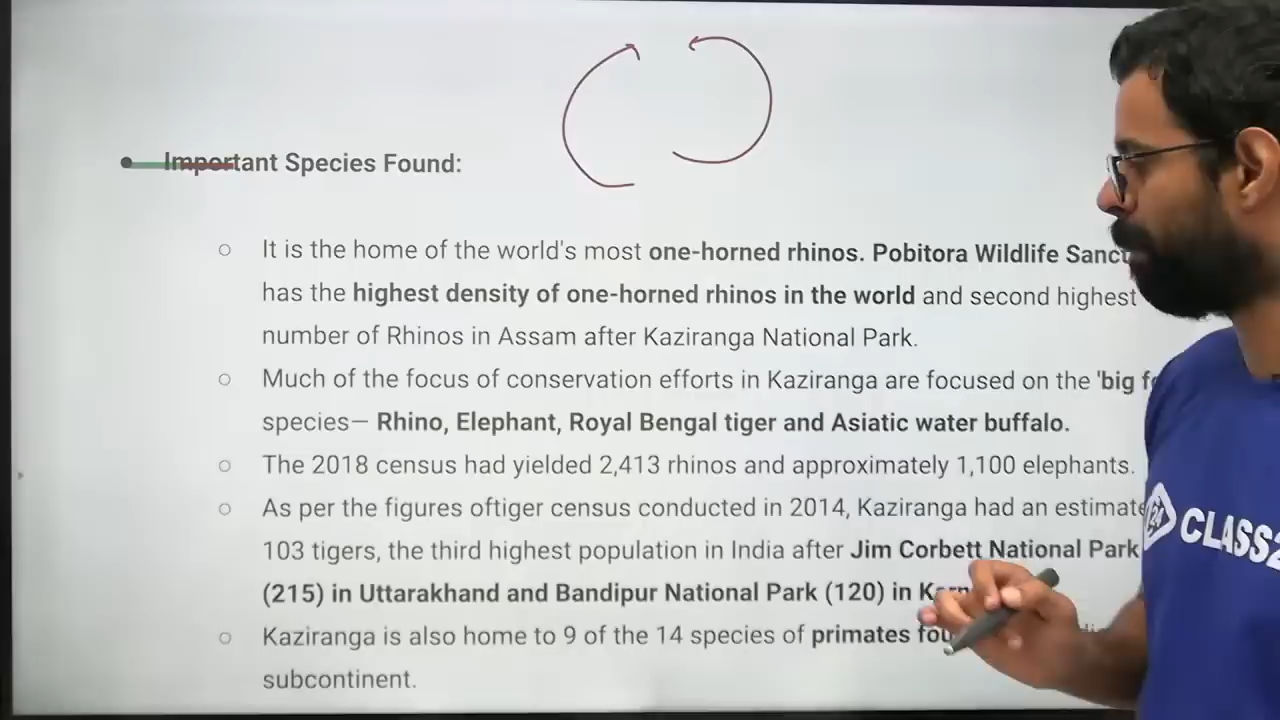 Important Species Found:
It is the home of the world's most one-horned rhinos. Pobitora Wildlife
has the highest density of one-horned rhinos in the world and second highest
number of Rhinos in Assam after Kaziranga National Park.
Much of the focus of conservation efforts in Kaziranga are focused on the 'big
species— Rhino, Elephant, Royal Bengal tiger and Asiatic water buffalo.
The 2018 census had yielded 2,413 rhinos and approximately 1,100 elephants.
As per the figures oftiger census conducted in 2014, Kaziranga had an
103 tigers, the third highest population in India after Jim Corbett National Park
(215) in Uttarakhand and Bandipur National Park (120) in
Kaziranga is also home to 9 of the 14 species of primates
subcontinent.
24 CLASS2